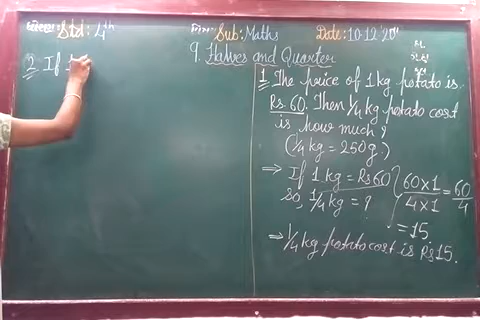 Std: 4th
Sub: Maths
Date: 10-12-20
9. Halves and Quarter
② If 1
1 The price of 1 kg potato is
Rs. 60. Then 1/4 kg potato cost
is how much?
(1/4 kg = 250 g.)
⇒ If 1 kg = Rs 60
So, 1/4 kg = ?
60 x 1 / 4 x 1 = 60 / 4
= 15
⇒ 1/4 kg potato cost is Rs 15.